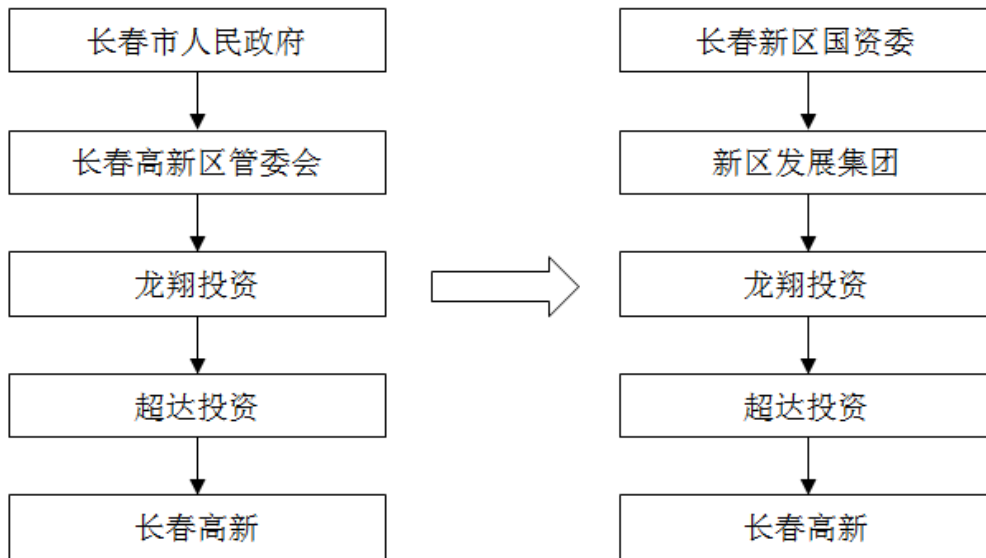 长春市人民政府
长春高新区管委会
龙翔投资
超达投资
长春高新
长春新区国资委
新区发展集团
龙翔投资
超达投资
长春高新